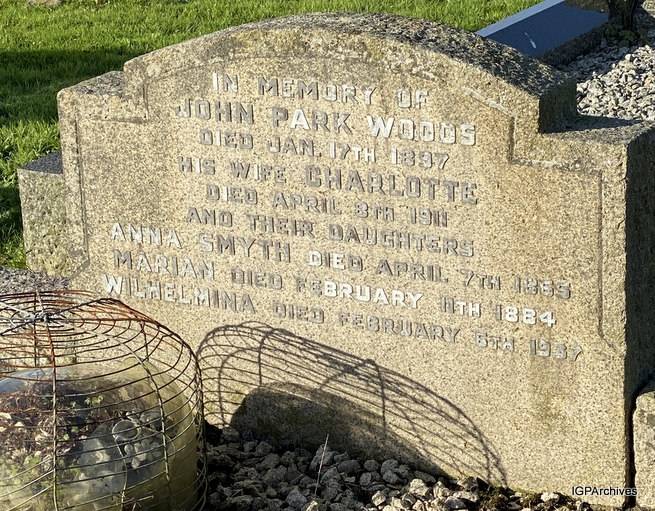 IN MEMORY OF
JOHN PARK WOODS
DIED JAN. 17TH 1897
HIS WIFE CHARLOTTE
DIED APRIL 8TH 1911
AND THEIR DAUGHTERS
ANNA SMYTH DIED APRIL 7TH 1865
MARIAN DIED FEBRUARY 11TH 1884
WILHELMINA DIED FEBRUARY 6TH 1937
IGPArchives